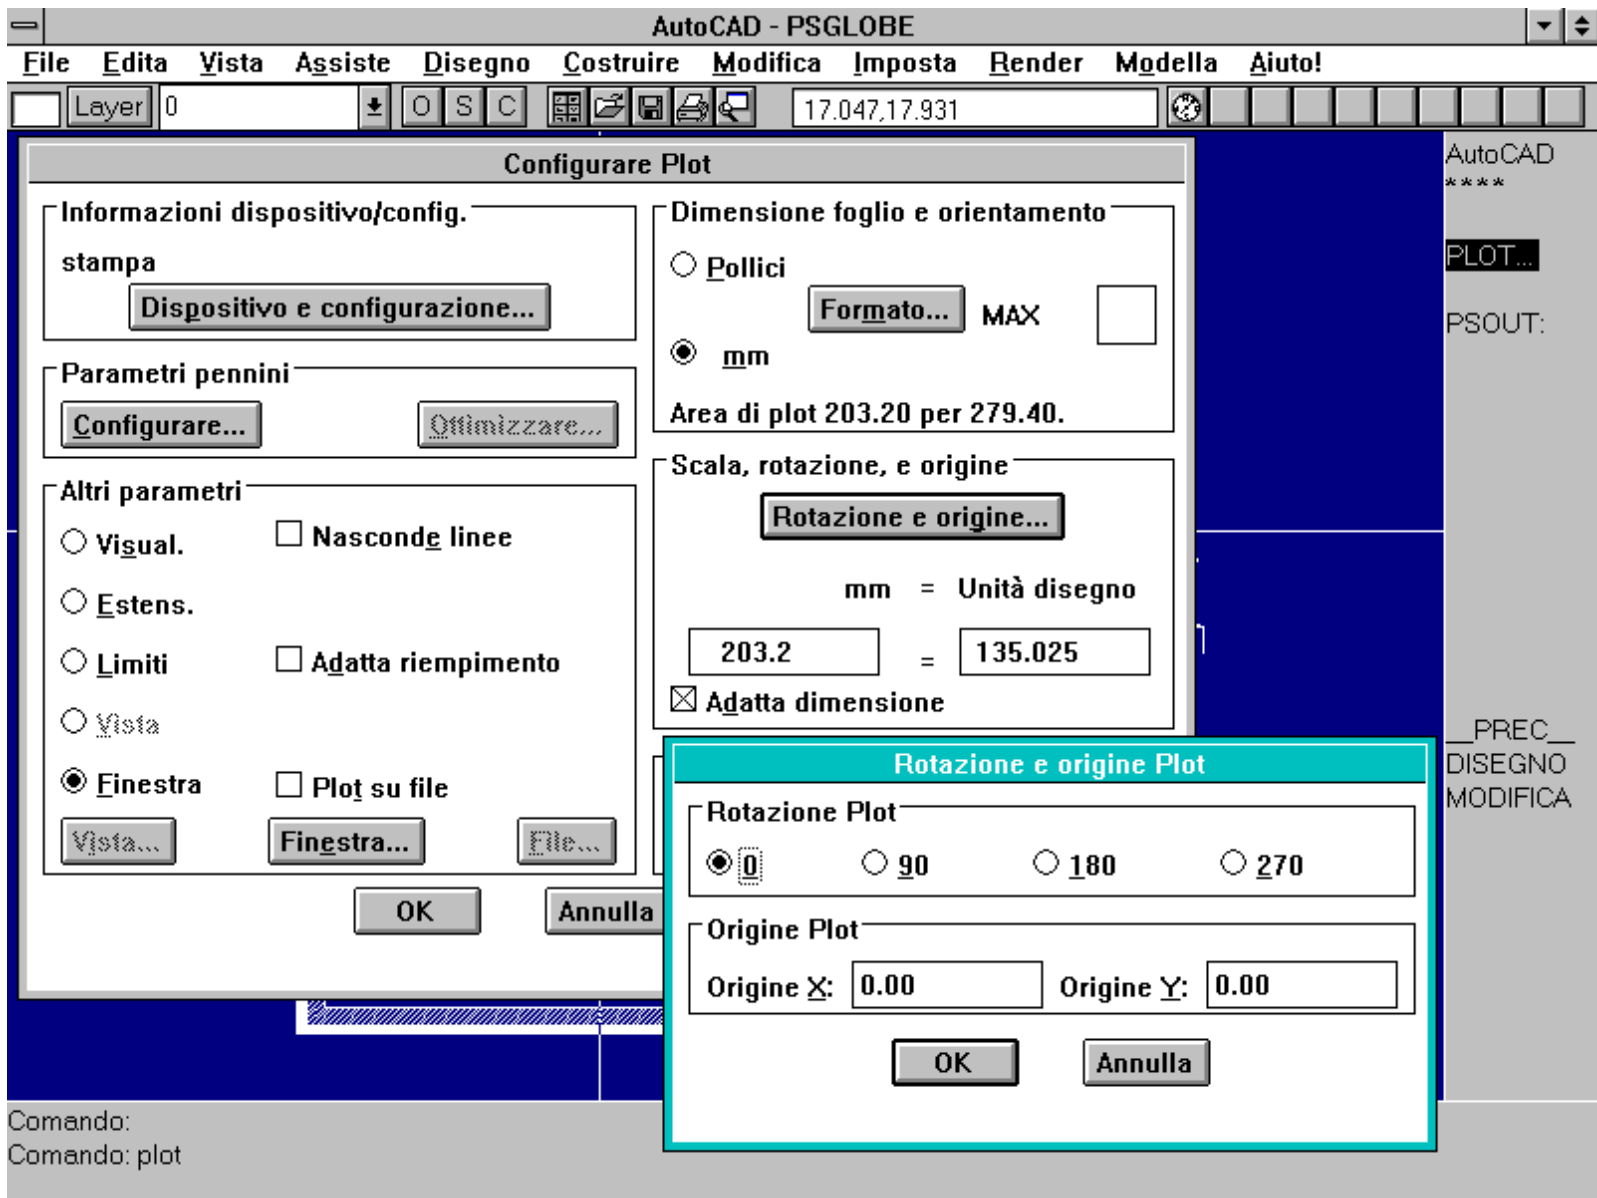 AutoCAD - PSGLOBE
File Edita Vista Assiste Disegno Costruire Modifica Imposta Render Modella Aiuto!
Layer 0 O S C 17.047,17.931
Configurare Plot
Informazioni dispositivo/config.
stampa
Dispositivo e configurazione...
Parametri pennini
Configurare... Ottimizzare...
Altri parametri
Visual. Nasconde linee
Estens.
Limiti Adatta riempimento
Vista
Finestra Plot su file
Vista... Finestra... File...
OK Annulla
Dimensione foglio e orientamento
Pollici
Formato... MAX
mm
Area di plot 203.20 per 279.40.
Scala, rotazione, e origine
Rotazione e origine...
mm = Unità disegno
203.2 = 135.025
Adatta dimensione
Rotazione e origine Plot
Rotazione Plot
0 90 180 270
Origine Plot
Origine X: 0.00 Origine Y: 0.00
OK Annulla
AutoCAD
****
PLOT...
PSOUT:
__PREC__
DISEGNO
MODIFICA
Comando:
Comando: plot